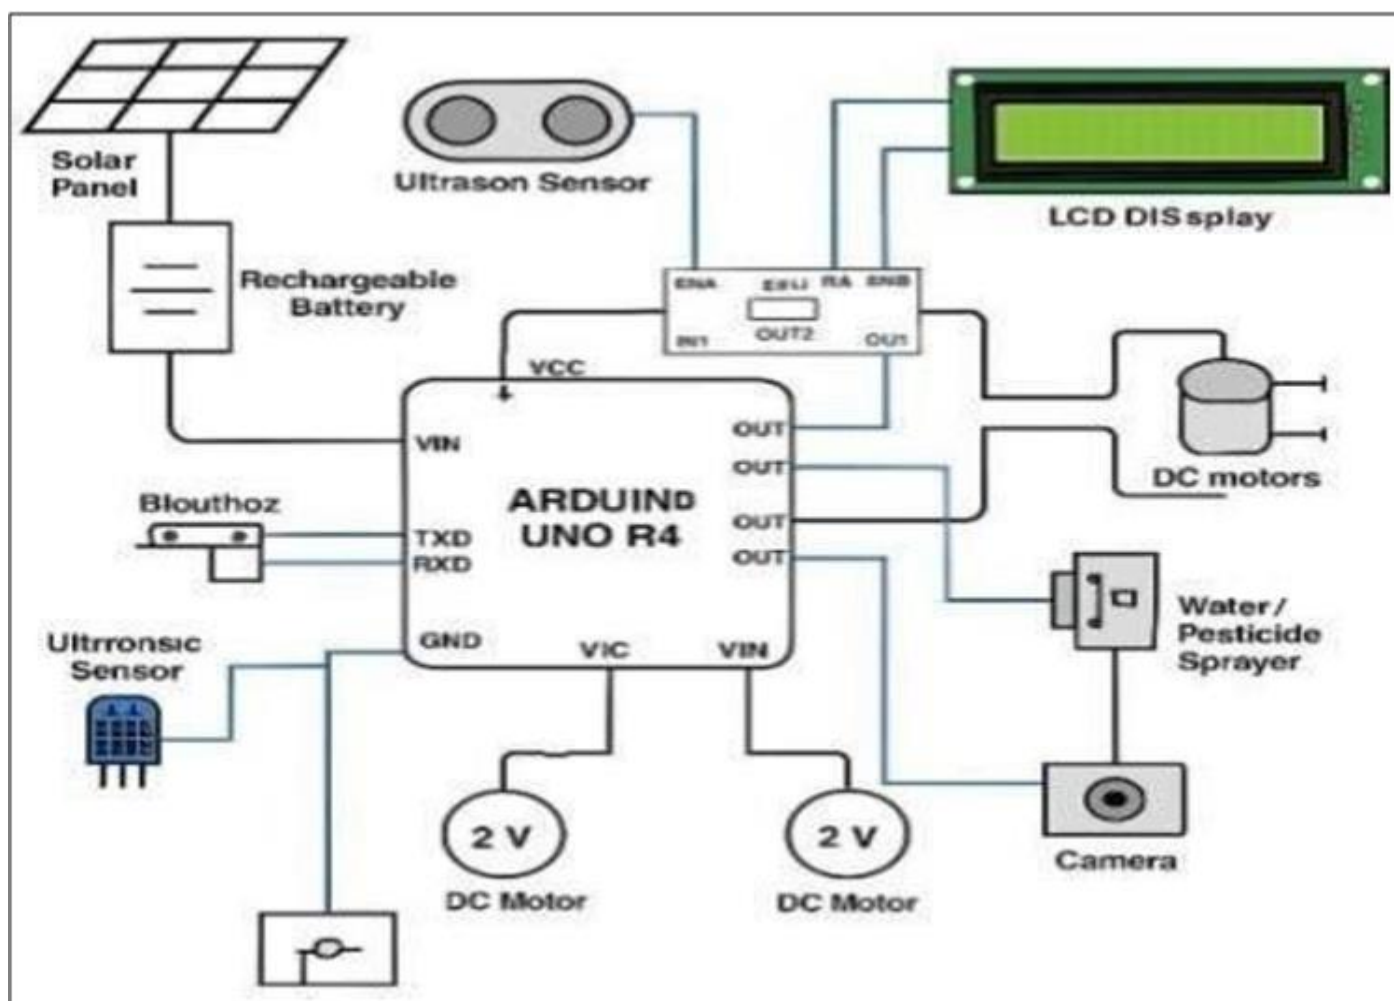 Solar
Panel
Ultrason Sensor
LCD DISsplay
Rechargeable
Battery
ENA
RA
ENB
IN1
OUT2
OU1
VCC
VIN
OUT
OUT
Blouthoz
ARDUIND
UNO R4
DC motors
TXD
OUT
RXD
OUT
Ultrronsic
Sensor
GND
VIC
VIN
Water /
Pesticide
Sprayer
2 V
2 V
DC Motor
DC Motor
Camera